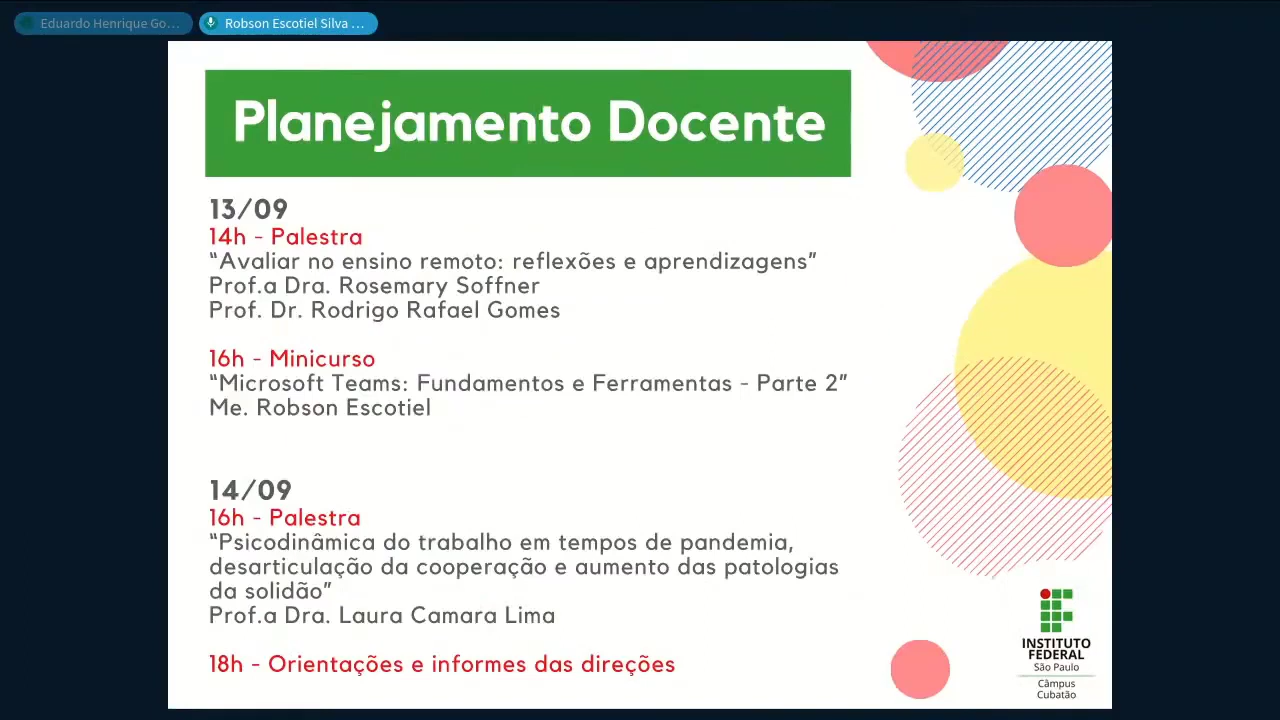 Eduardo Henrique Go...
Robson Escotiel Silva ...
Planejamento Docente
13/09
14h - Palestra
“Avaliar no ensino remoto: reflexões e aprendizagens”
Prof.a Dra. Rosemary Soffner
Prof. Dr. Rodrigo Rafael Gomes
16h - Minicurso
“Microsoft Teams: Fundamentos e Ferramentas - Parte 2”
Me. Robson Escotiel
14/09
16h - Palestra
“Psicodinâmica do trabalho em tempos de pandemia,
desarticulação da cooperação e aumento das patologias
da solidão”
Prof.a Dra. Laura Camara Lima
18h - Orientações e informes das direções
INSTITUTO
FEDERAL
São Paulo
Câmpus
Cubatão